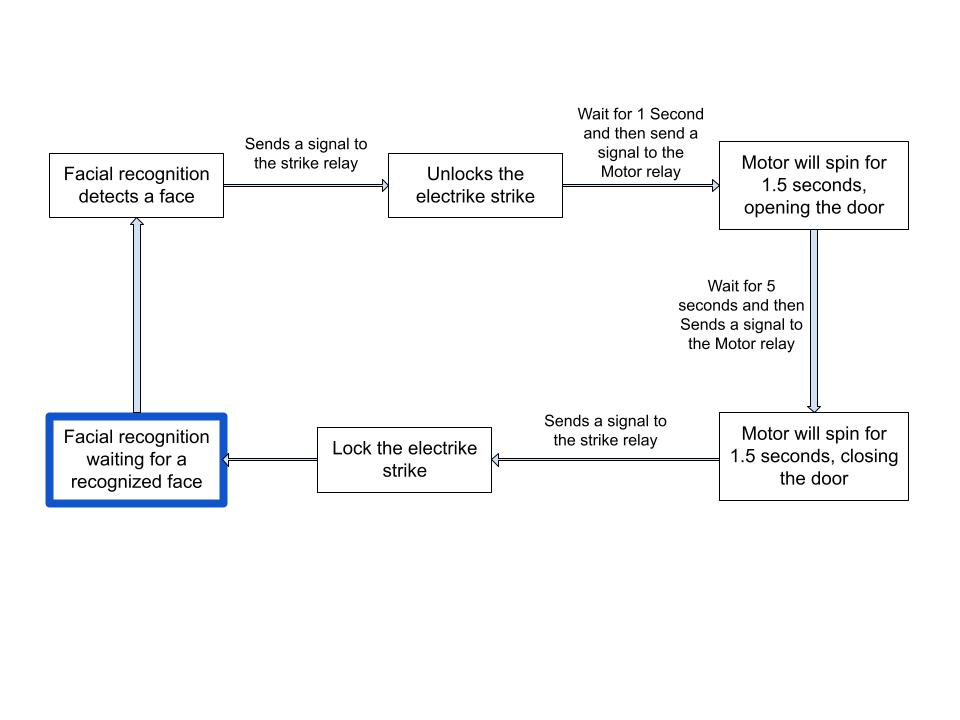 Facial recognition
detects a face
Sends a signal to
the strike relay
Unlocks the
electrike strike
Wait for 1 Second
and then send a
signal to the
Motor relay
Motor will spin for
1.5 seconds,
opening the door
Wait for 5
seconds and then
Sends a signal to
the Motor relay
Motor will spin for
1.5 seconds, closing
the door
Sends a signal to
the strike relay
Lock the electrike
strike
Facial recognition
waiting for a
recognized face